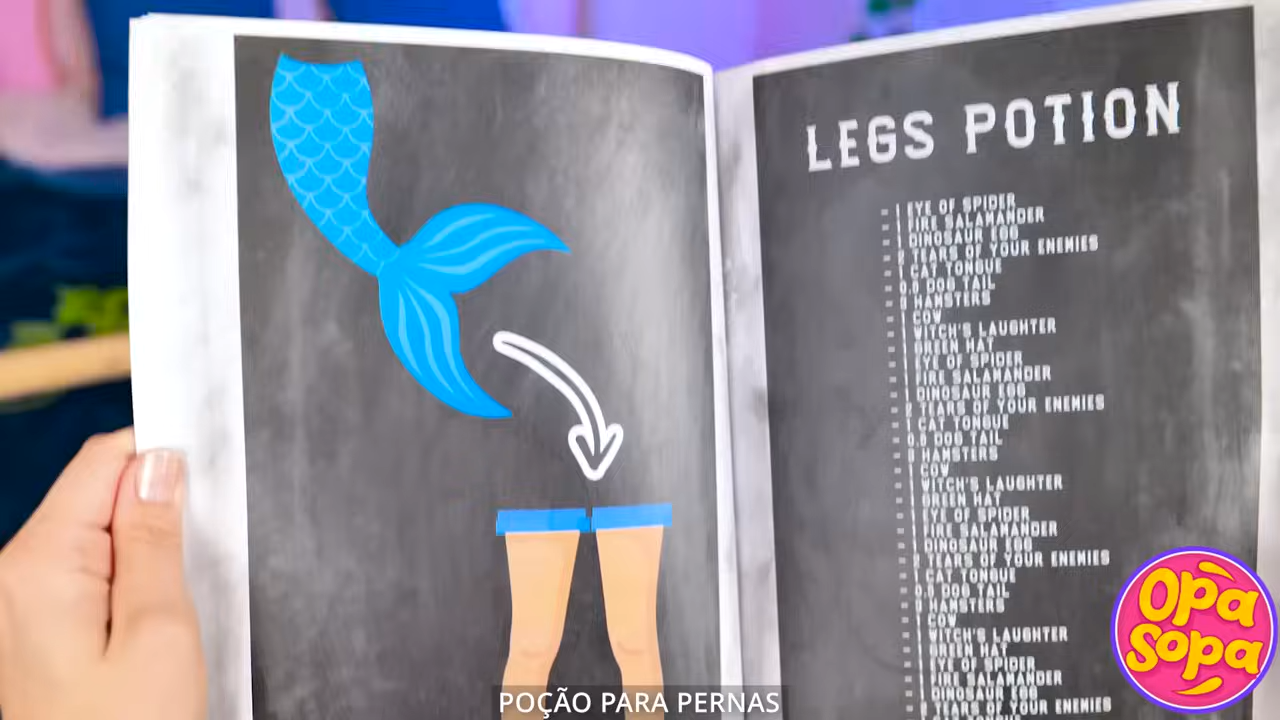 LEGS POTION
- 1 EYE OF SPIDER
- 1 FIRE SALAMANDER
- 1 DINOSAUR EGG
- 2 TEARS OF YOUR ENEMIES
- 1 CAT TONGUE
- 0.5 DOG TAIL
- 3 HAMSTERS
- 1 COW
- 1 WITCH'S LAUGHTER
- 1 GREEN HAT
- 1 EYE OF SPIDER
- 1 FIRE SALAMANDER
- 1 DINOSAUR EGG
- 2 TEARS OF YOUR ENEMIES
- 1 CAT TONGUE
- 0.5 DOG TAIL
- 3 HAMSTERS
- 1 COW
- 1 WITCH'S LAUGHTER
- 1 GREEN HAT
- 1 EYE OF SPIDER
- 1 FIRE SALAMANDER
- 1 DINOSAUR EGG
- 2 TEARS OF YOUR ENEMIES
- 1 CAT TONGUE
- 0.5 DOG TAIL
- 3 HAMSTERS
- 1 COW
- 1 WITCH'S LAUGHTER
- 1 GREEN HAT
- 1 EYE OF SPIDER
- 1 FIRE SALAMANDER
- 1 DINOSAUR EGG
- 2 TEARS OF YOUR ENEMIES
Opa
sopa
POÇÃO PARA PERNAS